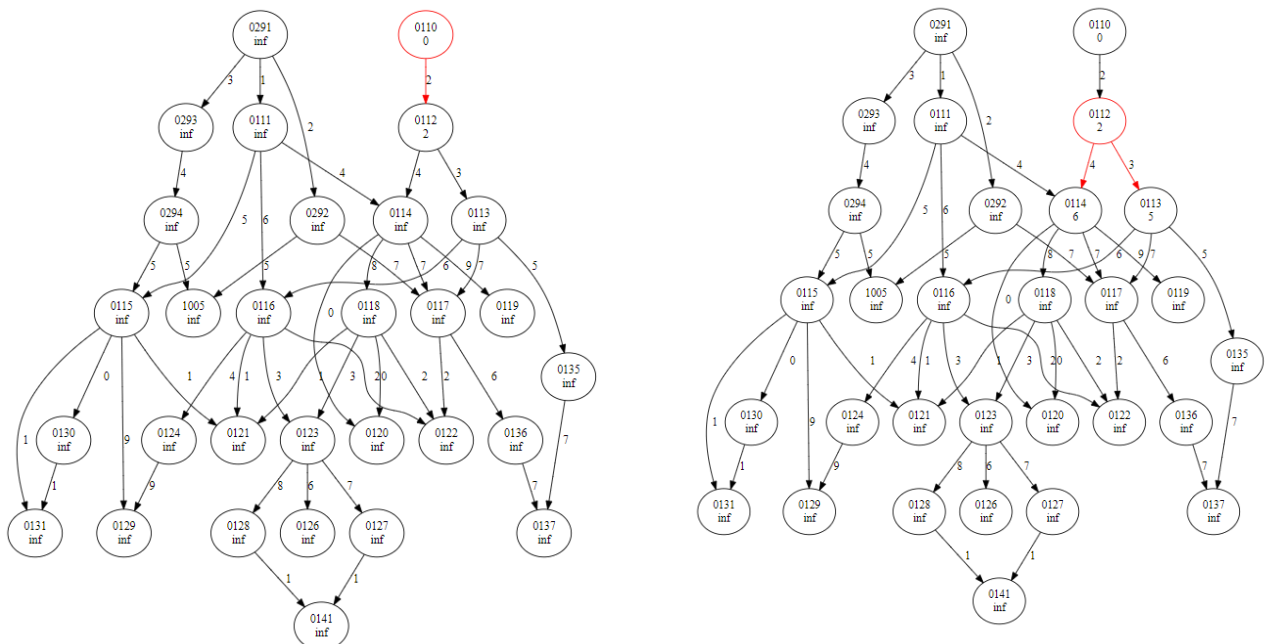 0291
inf
0110
0
3
1
2
2
0293
inf
0111
inf
0112
2
4
4
4
3
0294
inf
0292
inf
0114
inf
0113
inf
5
6
5
5
5
8
7
7
6
9
7
5
0115
inf
1005
inf
0116
inf
0118
inf
0117
inf
0119
inf
0
0135
inf
0
9
1
1
4
1
3
1
3
20
2
2
6
7
0130
inf
0124
inf
0121
inf
0123
inf
0120
inf
0122
inf
0136
inf
1
9
8
6
7
7
0131
inf
0129
inf
0128
inf
0126
inf
0127
inf
0137
inf
1
1
0141
inf
0291
inf
0110
0
3
1
2
2
0293
inf
0111
inf
0112
2
4
4
4
3
0294
inf
0292
inf
0114
6
0113
5
5
6
5
5
5
8
7
7
6
9
7
5
0115
inf
1005
inf
0116
inf
0118
inf
0117
inf
0119
inf
0
0135
inf
0
9
1
1
4
1
3
1
3
20
2
2
6
7
0130
inf
0124
inf
0121
inf
0123
inf
0120
inf
0122
inf
0136
inf
1
9
8
6
7
7
0131
inf
0129
inf
0128
inf
0126
inf
0127
inf
0137
inf
1
1
0141
inf